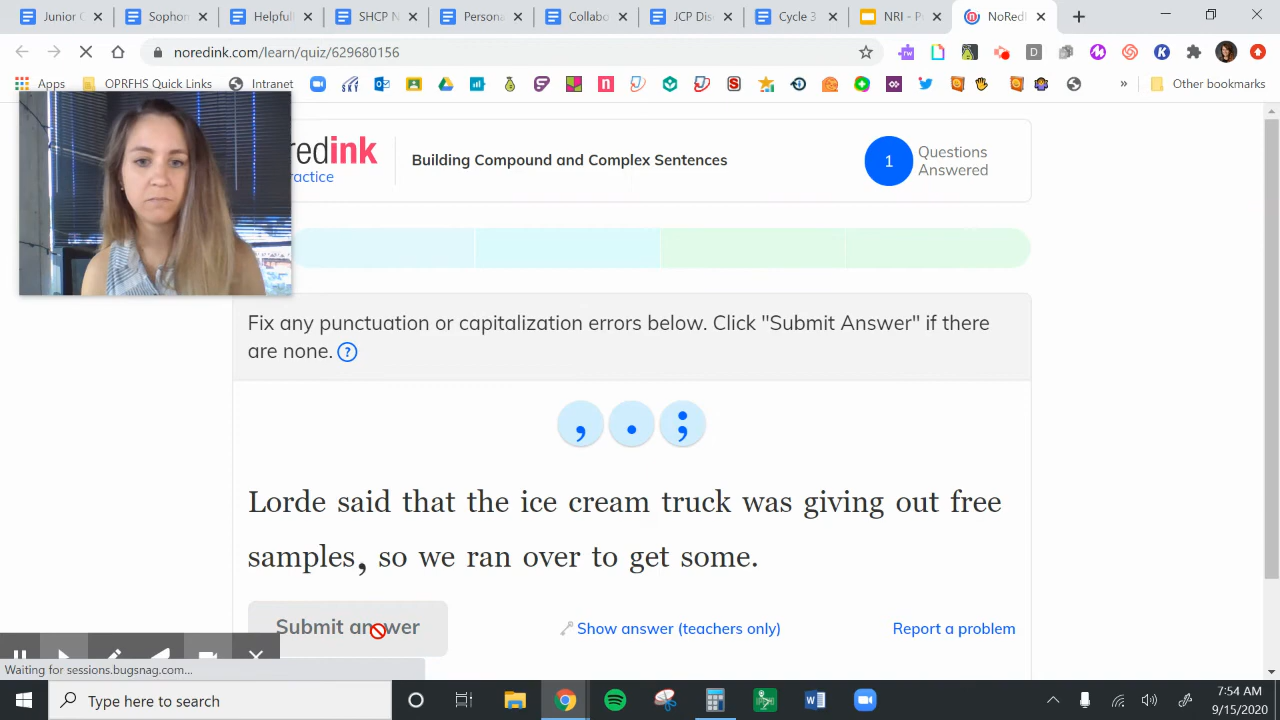 Junior C
Sophon
Helpful
SHCP N
Persona
Collabo
JCP Dis
Cycle 3
NRI - P
NoRedI
noredink.com/learn/quiz/629680156
Apps
OPRFHS Quick Links
Intranet
Other bookmarks
redink
ractice
Building Compound and Complex Sentences
1
Questions
Answered
Fix any punctuation or capitalization errors below. Click "Submit Answer" if there
are none. ?
, . ;
Lorde said that the ice cream truck was giving out free
samples, so we ran over to get some.
Submit answer
Show answer (teachers only)
Report a problem
Waiting for sessions.bugsnag.com...
Type here to search
7:54 AM
9/15/2020